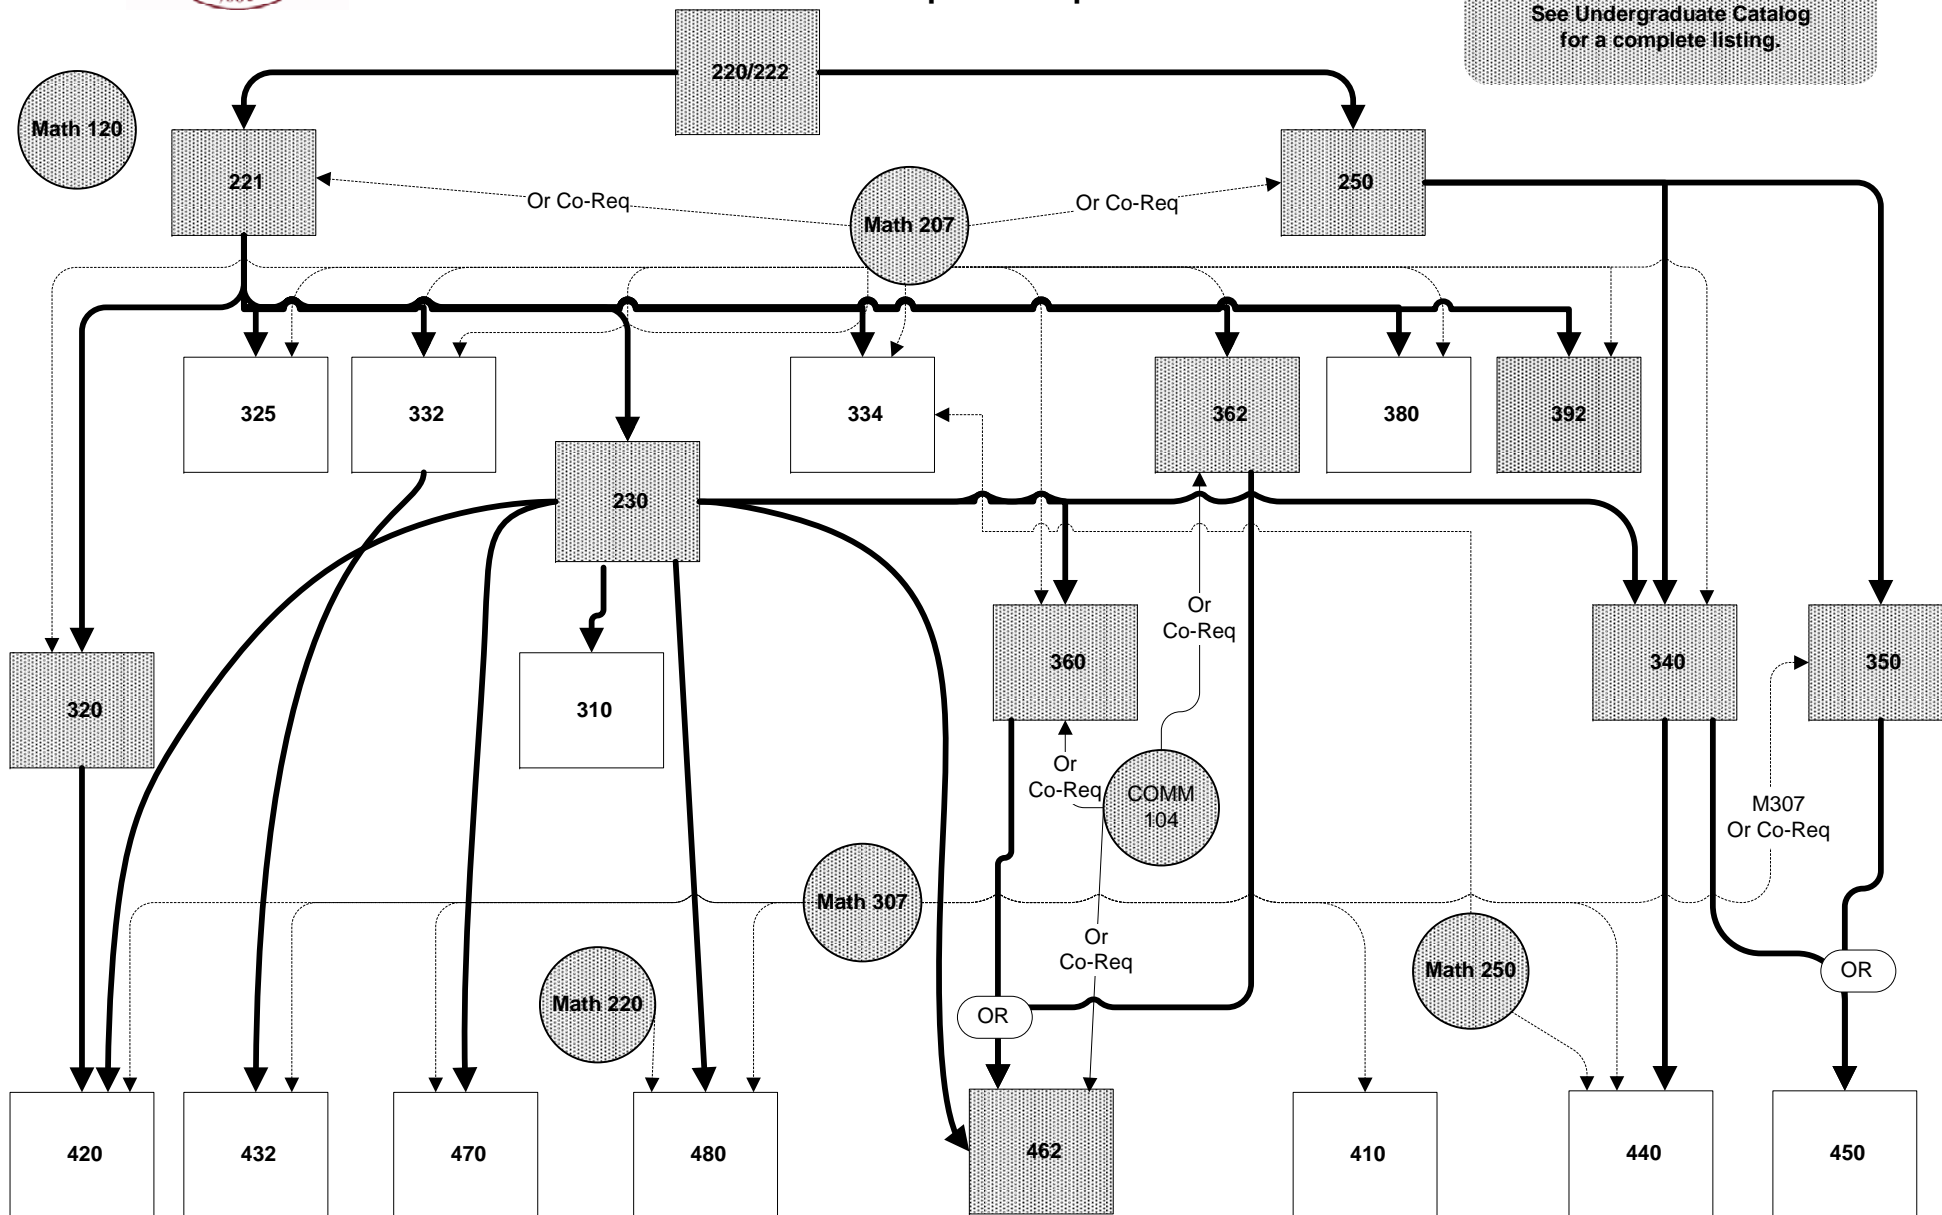 See Undergraduate Catalog
for a complete listing.
220/222
Math 120
221
250
Or Co-Req
Or Co-Req
Math 207
325
332
334
362
380
392
230
Or
Co-Req
360
340
350
320
310
Or
Co-Req
COMM
104
M307
Or Co-Req
Math 307
Or
Co-Req
Math 250
OR
Math 220
OR
420
432
470
480
462
410
440
450